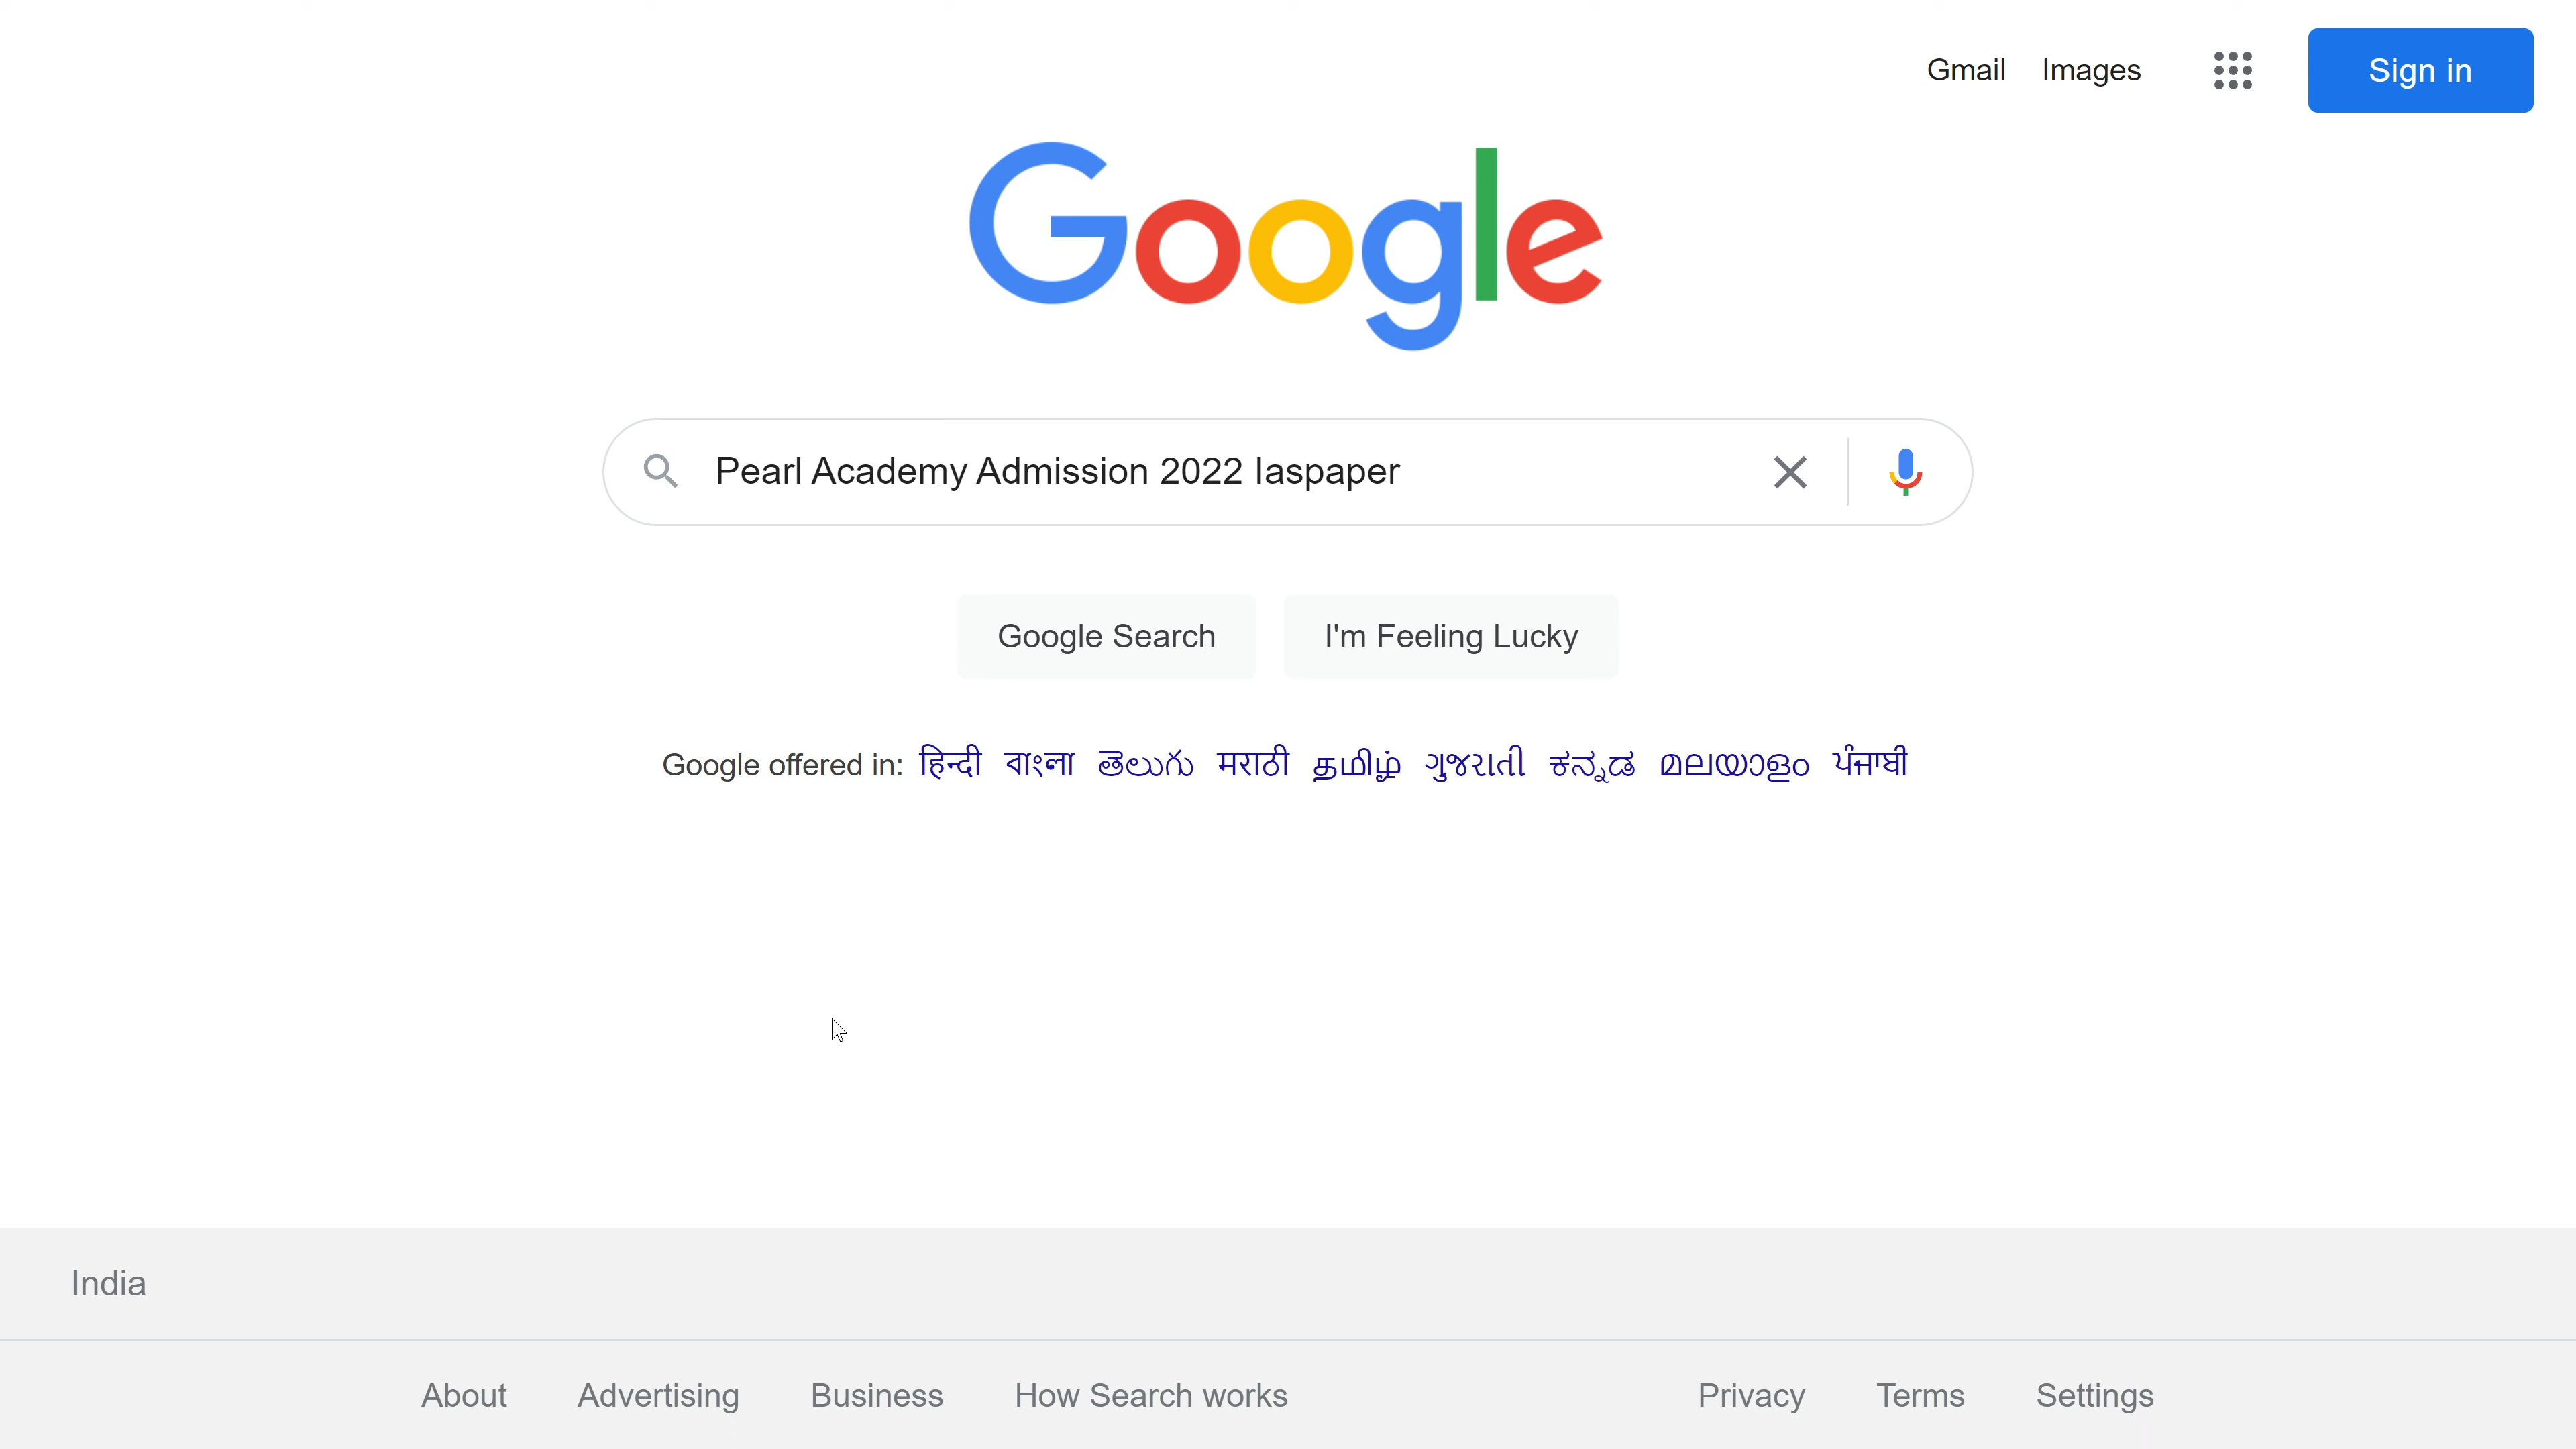 Gmail Images Sign in
Google
Pearl Academy Admission 2022 Iaspaper
Google Search I'm Feeling Lucky
Google offered in: हिन्दी বাংলা తెలుగు मराठी தமிழ் ગુજરાતી ಕನ್ನಡ മലയാളം ਪੰਜਾਬੀ
India
About Advertising Business How Search works Privacy Terms Settings